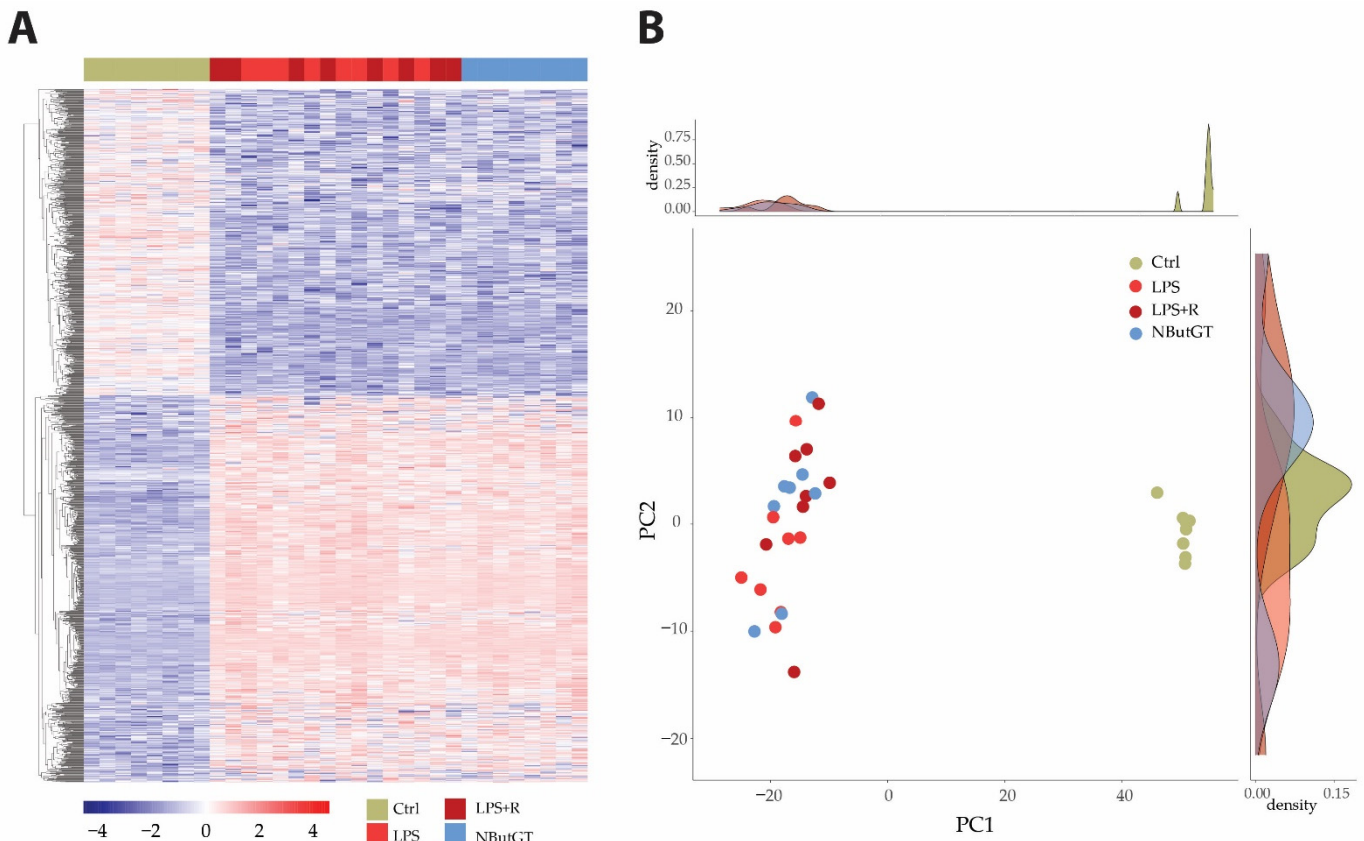 A
B
−4 −2 0 2 4
Ctrl LPS+R
LPS NButGT
density
0.75
0.50
0.25
0.00
Ctrl
LPS
LPS+R
NButGT
PC2
20
10
0
−10
−20
−20 0 20 40
PC1
0.00 0.15
density